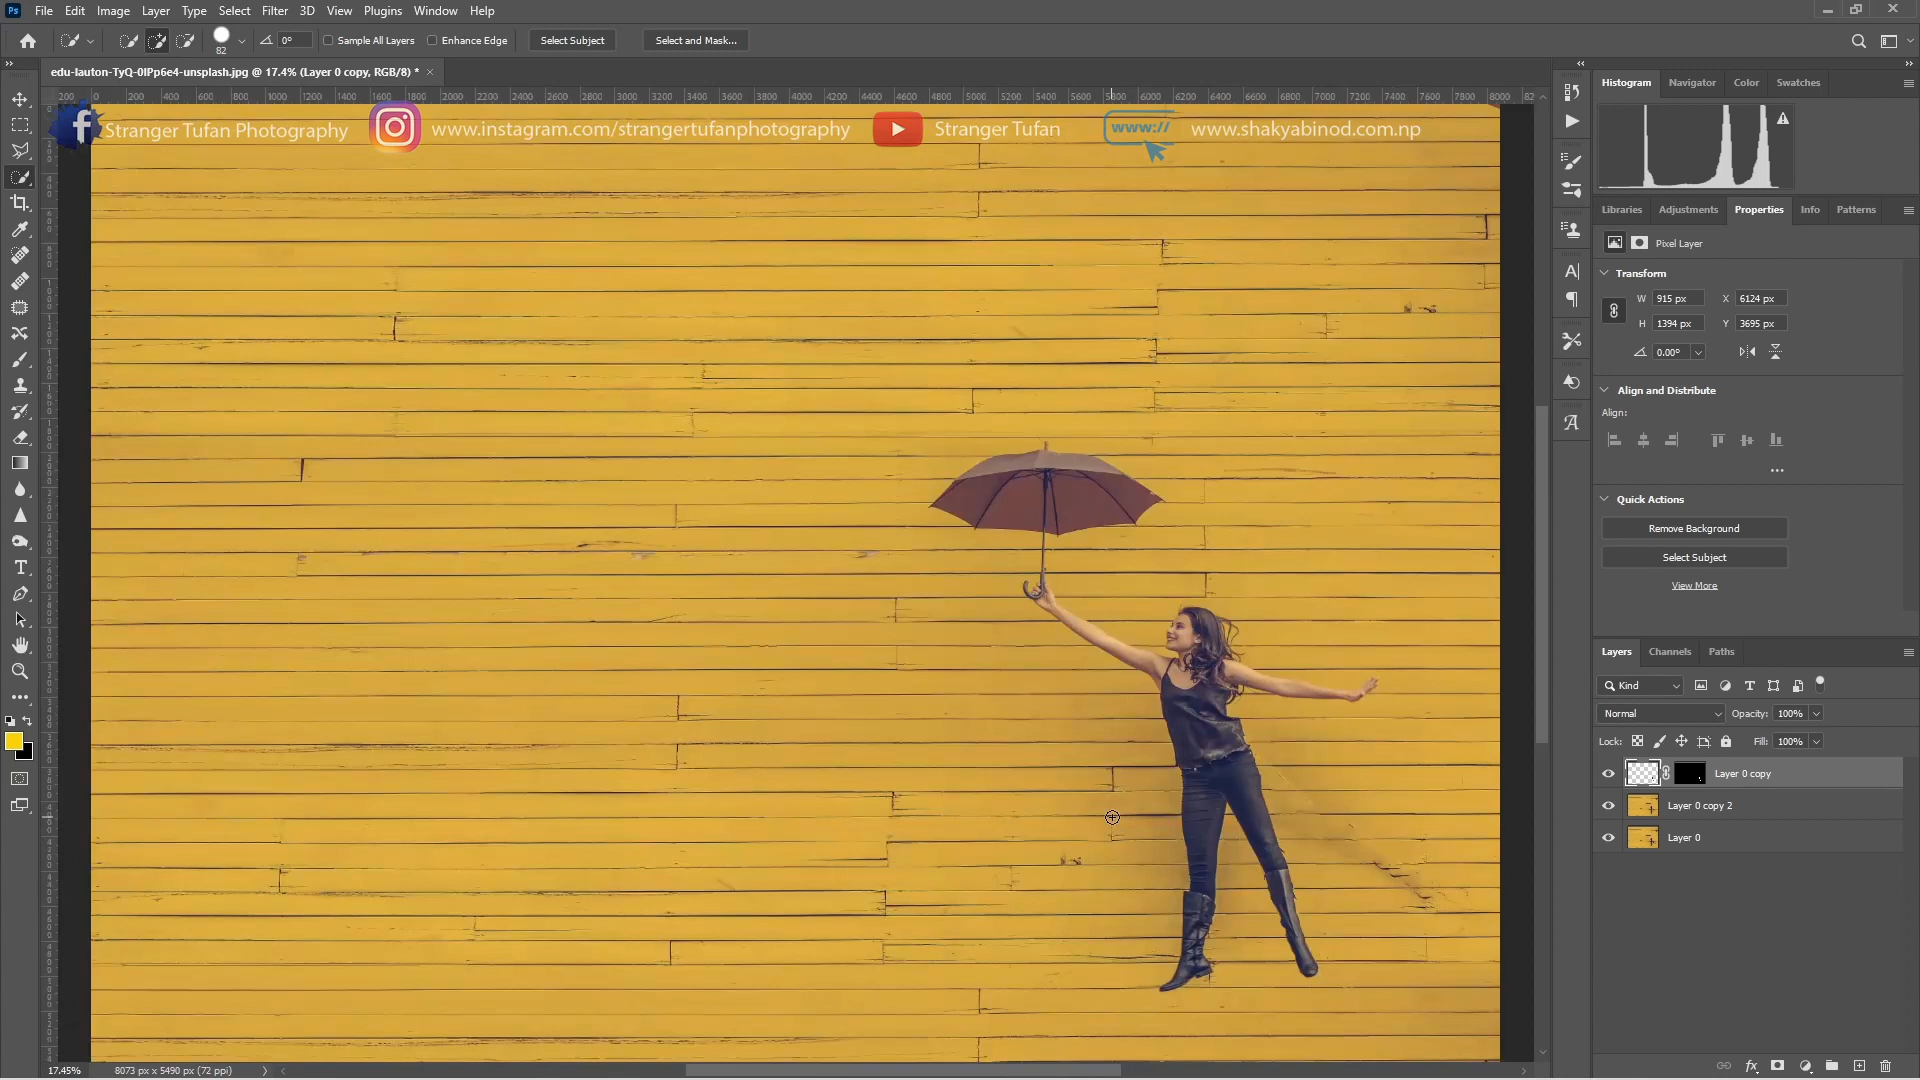 Ps File Edit Image Layer Type Select Filter 3D View Plugins Window Help
82 0° Sample All Layers Enhance Edge Select Subject Select and Mask...
edu-lauton-TyQ-0lPp6e4-unsplash.jpg @ 17.4% (Layer 0 copy, RGB/8) *
Stranger Tufan Photography www.instagram.com/strangertufanphotography Stranger Tufan www:// www.shakyabinod.com.np
Histogram Navigator Color Swatches
Libraries Adjustments Properties Info Patterns
Pixel Layer
Transform
W 915 px X 6124 px
H 1394 px Y 3695 px
0.00°
Align and Distribute
Align:
Quick Actions
Remove Background
Select Subject
View More
Layers Channels Paths
Kind
Normal Opacity: 100%
Lock: Fill: 100%
Layer 0 copy
Layer 0 copy 2
Layer 0
17.45% 8073 px x 5490 px (72 ppi)